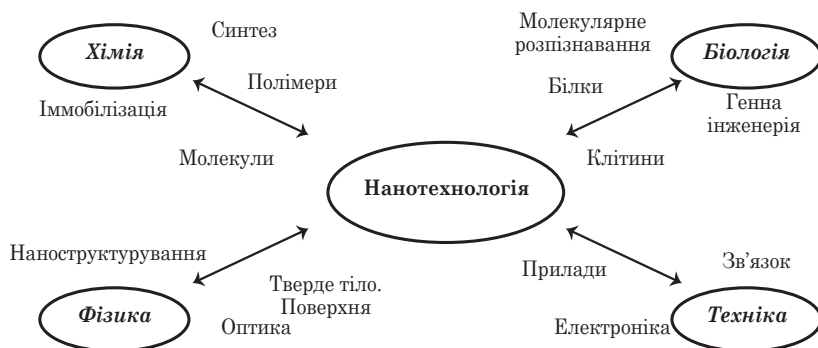 Синтез
Хімія
Полімери
Іммобілізація
Молекули
Молекулярне
розпізнавання
Біологія
Білки
Генна
інженерія
Клітини
Нанотехнологія
Наноструктурування
Тверде тіло.
Поверхня
Фізика
Оптика
Прилади
Зв'язок
Електроніка
Техніка